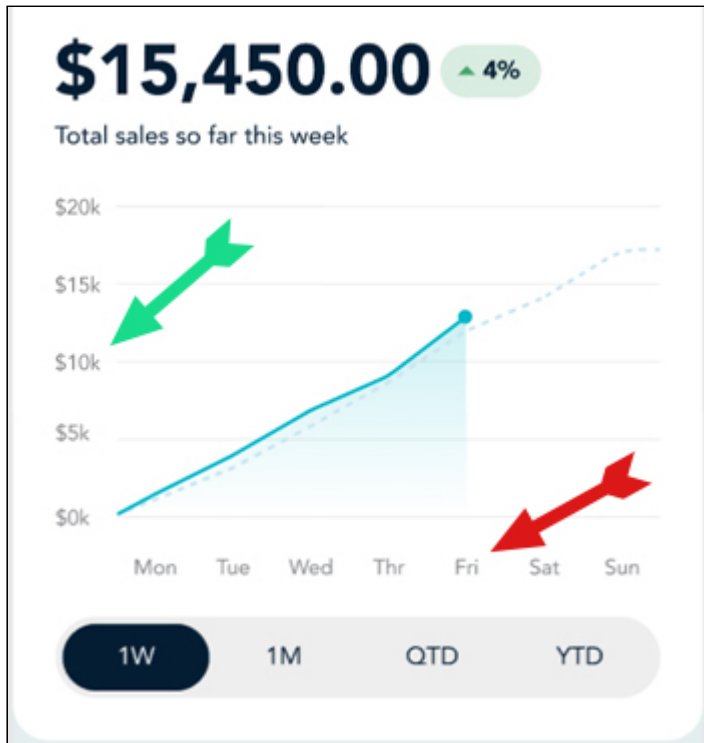 $15,450.00 4%
Total sales so far this week
$20k
$15k
$10k
$5k
$0k
Mon Tue Wed Thr Fri Sat Sun
1W 1M QTD YTD